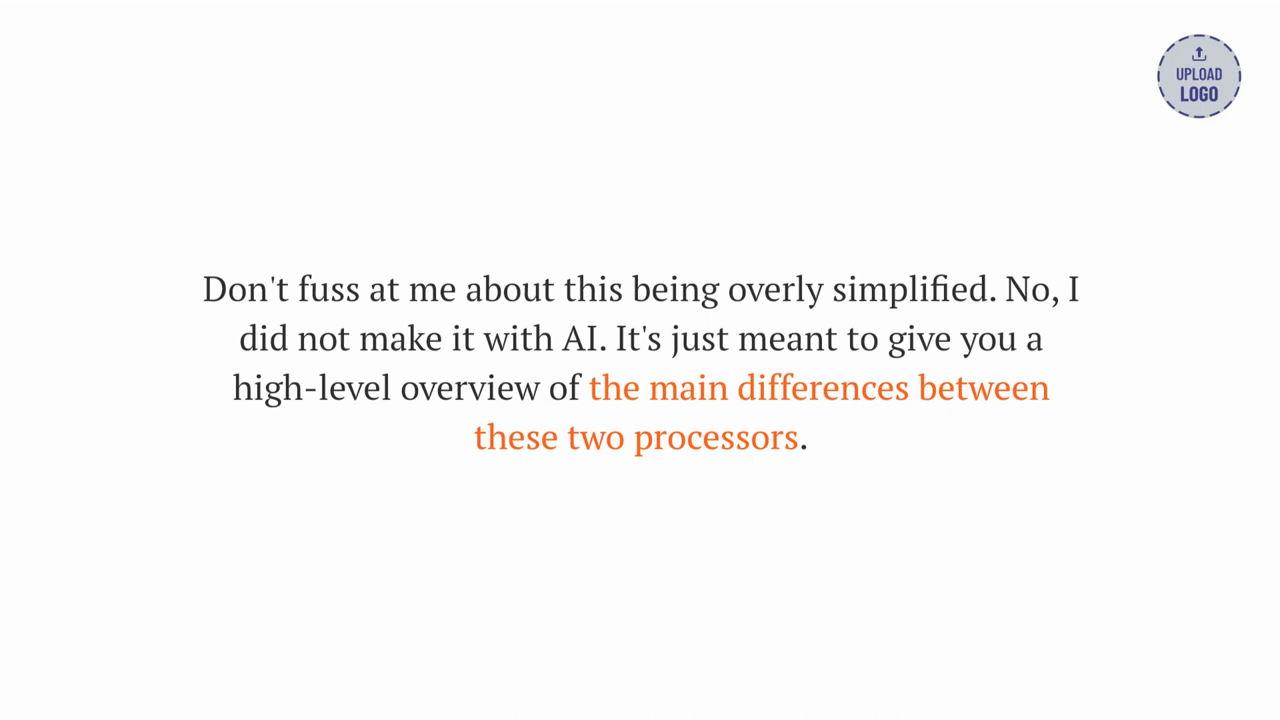 UPLOAD
LOGO
Don't fuss at me about this being overly simplified. No, I
did not make it with AI. It's just meant to give you a
high-level overview of the main differences between
these two processors.